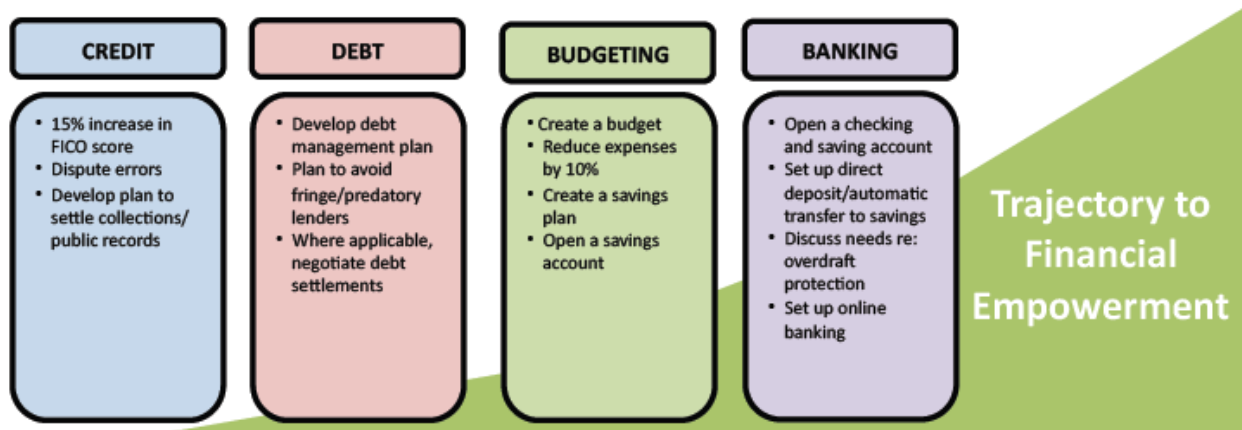 CREDIT
• 15% increase in
FICO score
• Dispute errors
• Develop plan to
settle collections/
public records
DEBT
• Develop debt
management plan
• Plan to avoid
fringe/predatory
lenders
• Where applicable,
negotiate debt
settlements
BUDGETING
• Create a budget
• Reduce expenses
by 10%
• Create a savings
plan
• Open a savings
account
BANKING
• Open a checking
and saving account
• Set up direct
deposit/automatic
transfer to savings
• Discuss needs re:
overdraft
protection
• Set up online
banking
Trajectory to
Financial
Empowerment